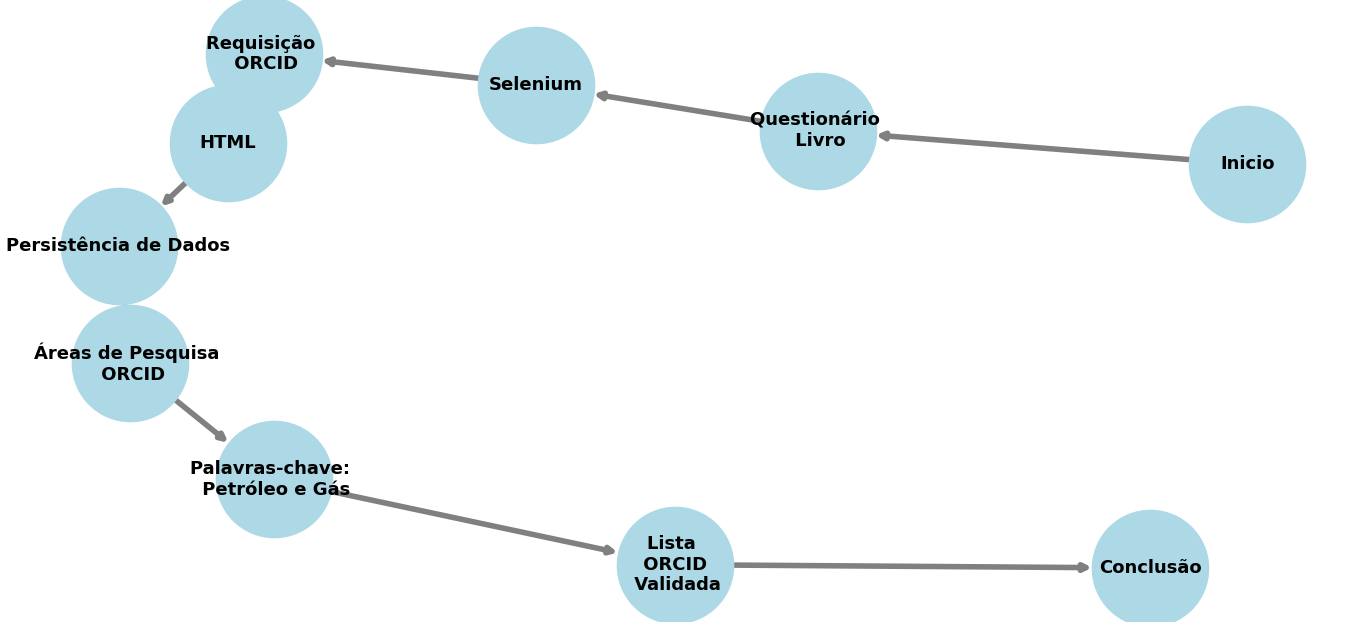 Inicio
Questionário
Livro
Selenium
Requisição
ORCID
HTML
Persistência de Dados
Áreas de Pesquisa
ORCID
Palavras-chave:
Petróleo e Gás
Lista
ORCID
Validada
Conclusão